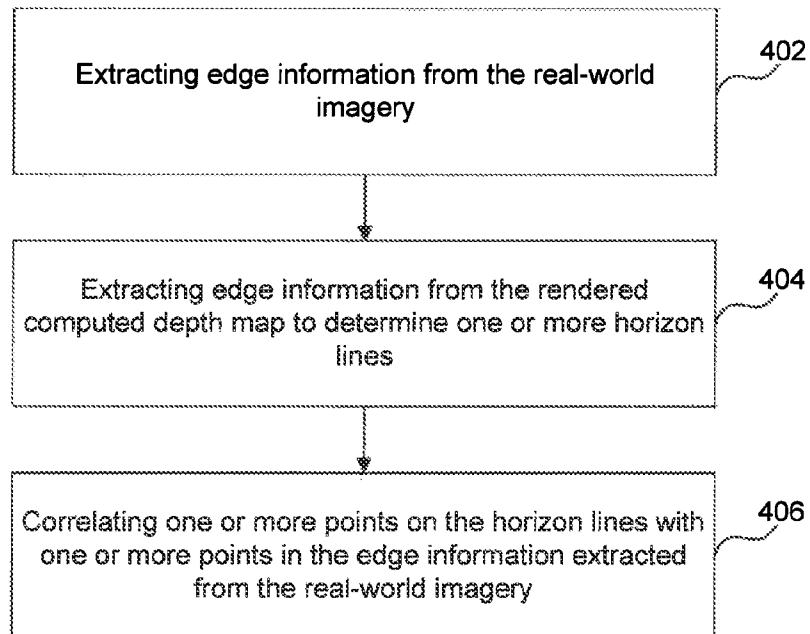 Extracting edge information from the real-world
imagery
402
Extracting edge information from the rendered
computed depth map to determine one or more horizon
lines
404
Correlating one or more points on the horizon lines with
one or more points in the edge information extracted
from the real-world imagery
406